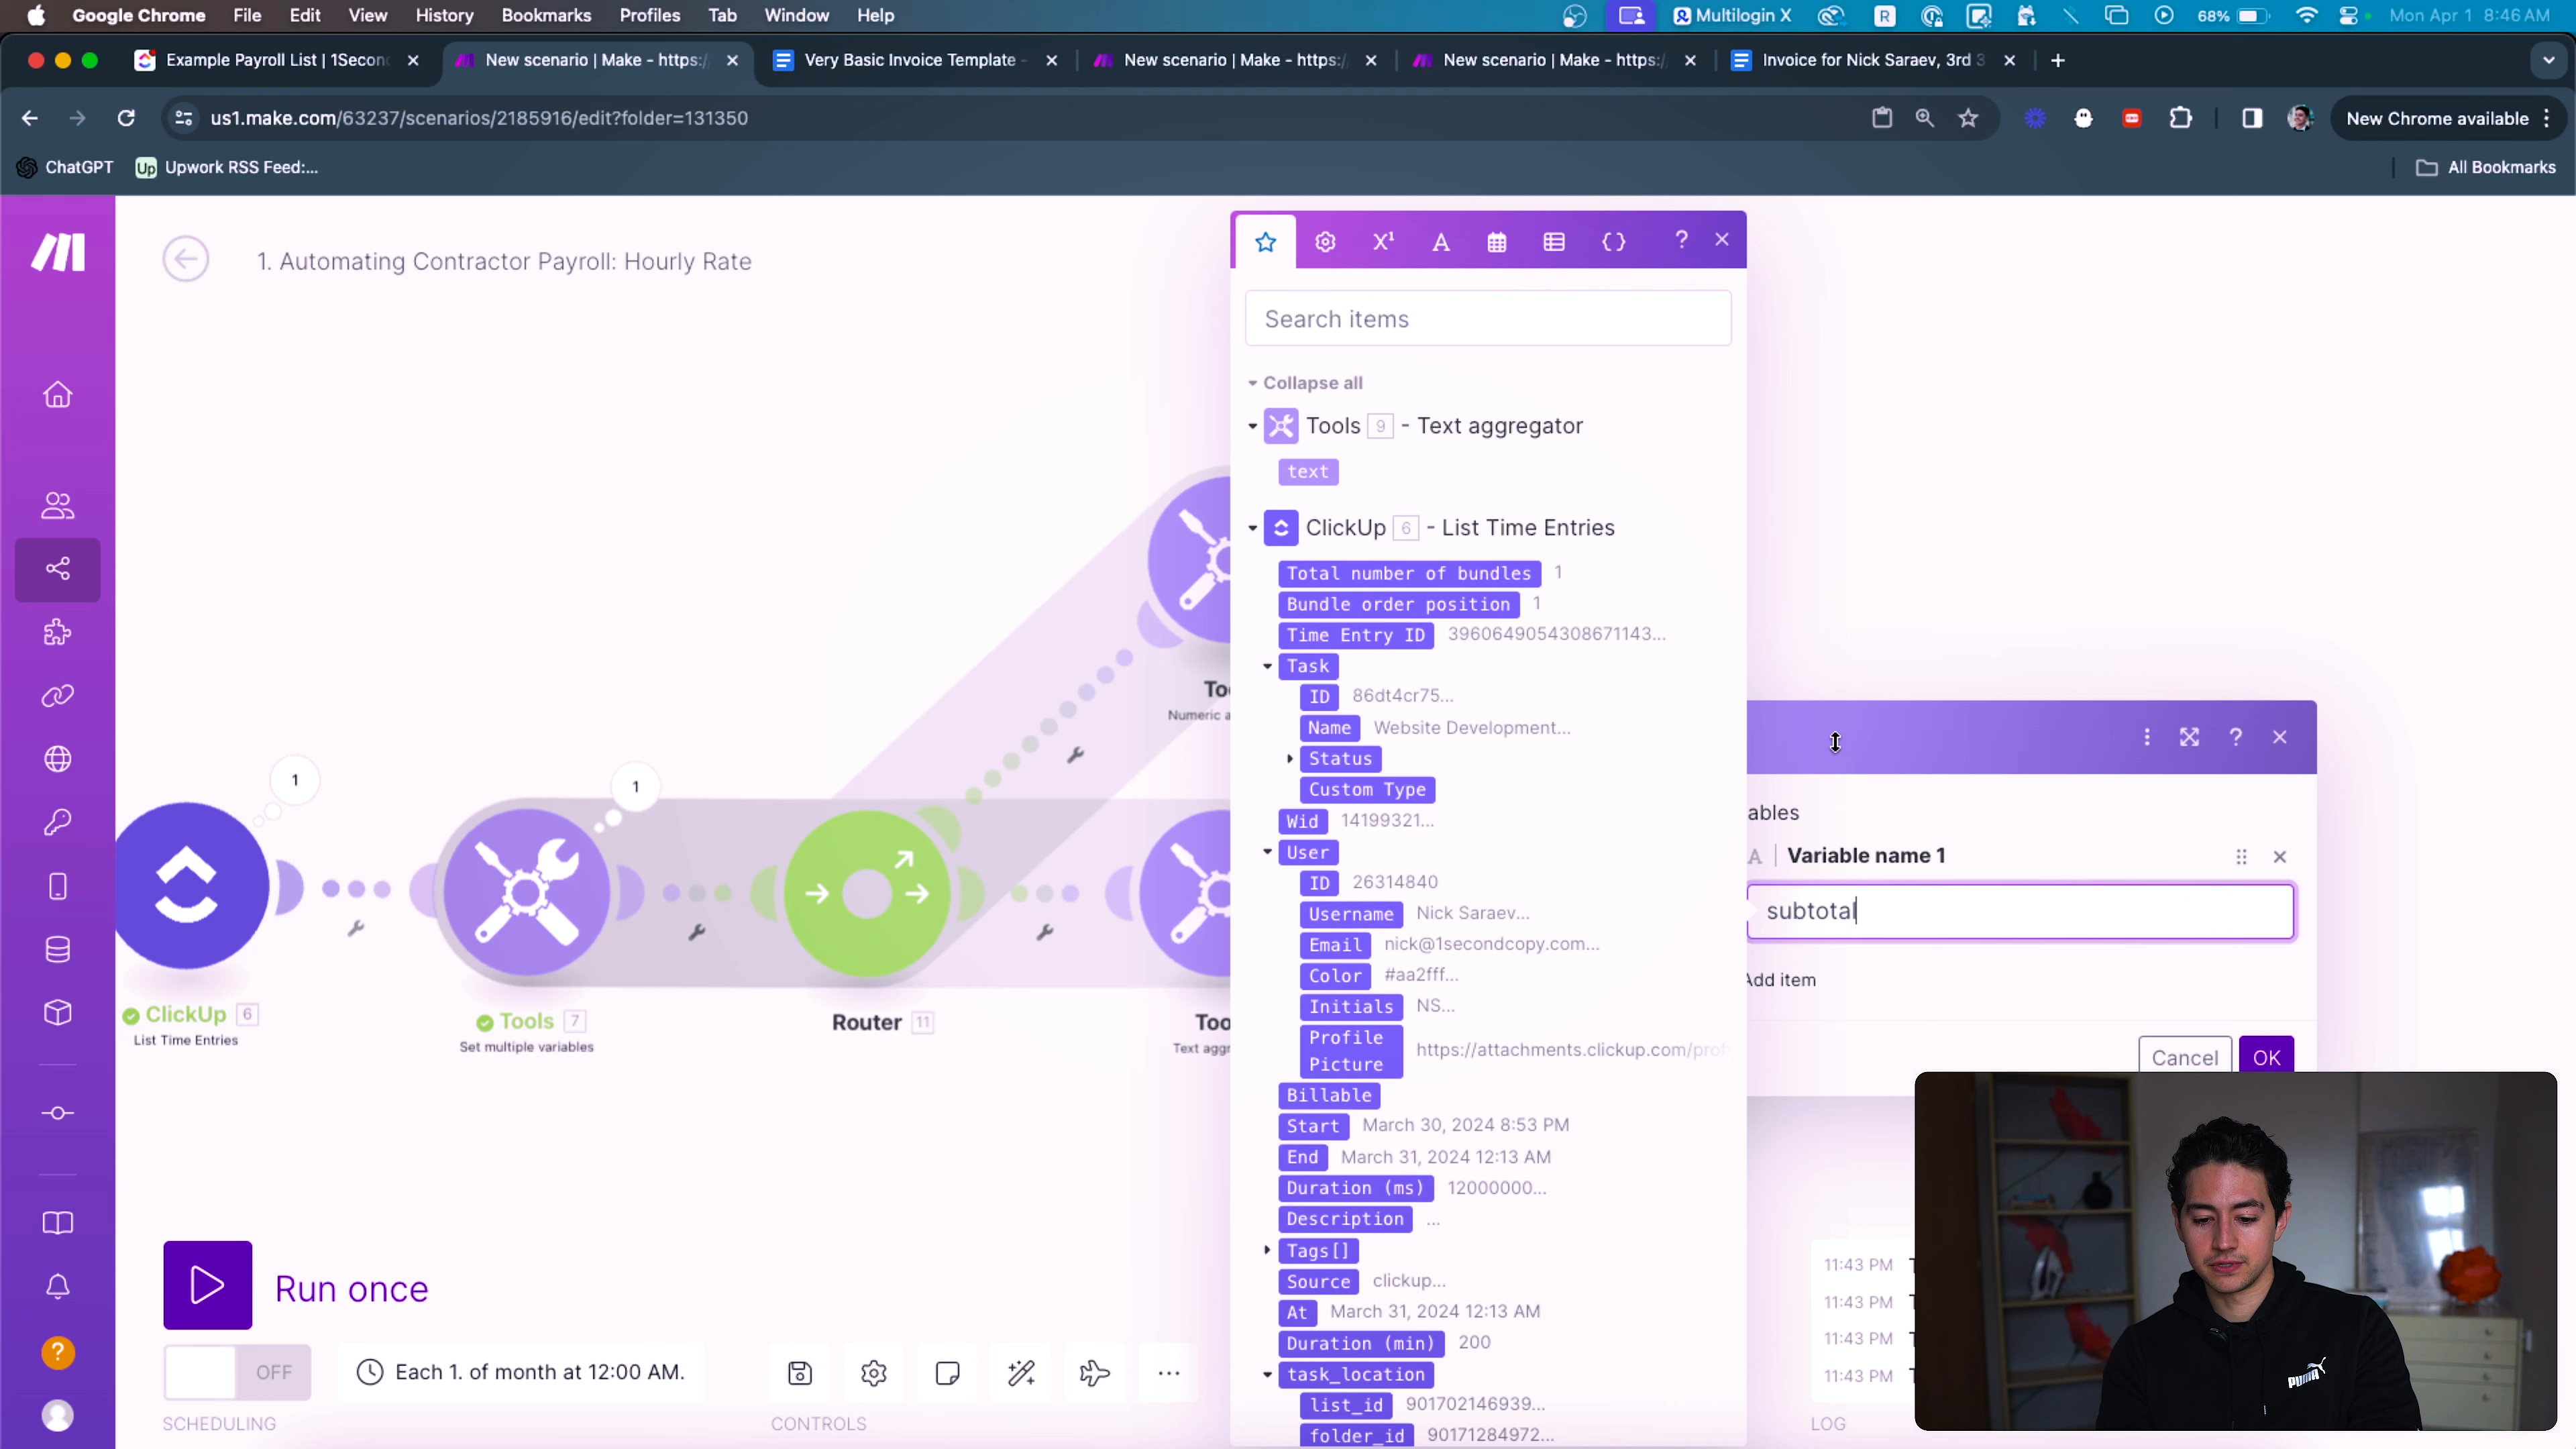 Google Chrome File Edit View History Bookmarks Profiles Tab Window Help Multilogin X 68% Mon Apr 1 8:46 AM
Example Payroll List | 1Secon New scenario | Make - https:/ Very Basic Invoice Template - New scenario | Make - https:/ New scenario | Make - https:/ Invoice for Nick Saraev, 3rd 3
us1.make.com/63237/scenarios/2185916/edit?folder=131350 New Chrome available
ChatGPT Up Upwork RSS Feed:... All Bookmarks
1. Automating Contractor Payroll: Hourly Rate
Search items
Collapse all
Tools 9 - Text aggregator
text
ClickUp 6 - List Time Entries
Total number of bundles 1
Bundle order position 1
Time Entry ID 3960649054308671143...
Task
ID 86dt4cr75...
Name Website Development...
Status
Custom Type
Wid 14199321...
User
ID 26314840
Username Nick Saraev...
Email nick@1secondcopy.com...
Color #aa2fff...
Initials NS...
Profile Picture https://attachments.clickup.com/prof
Billable
Start March 30, 2024 8:53 PM
End March 31, 2024 12:13 AM
Duration (ms) 12000000...
Description ...
Tags[]
Source clickup...
At March 31, 2024 12:13 AM
Duration (min) 200
task_location
list_id 901702146939...
folder_id 90171284972...
1
1
ClickUp 6
List Time Entries
Tools 7
Set multiple variables
Router 11
Too
Numeric a
Too
Text aggr
ables
A Variable name 1
subtotal
Add item
Cancel OK
Run once
OFF Each 1. of month at 12:00 AM.
SCHEDULING CONTROLS LOG
11:43 PM
11:43 PM
11:43 PM
11:43 PM
PUMA